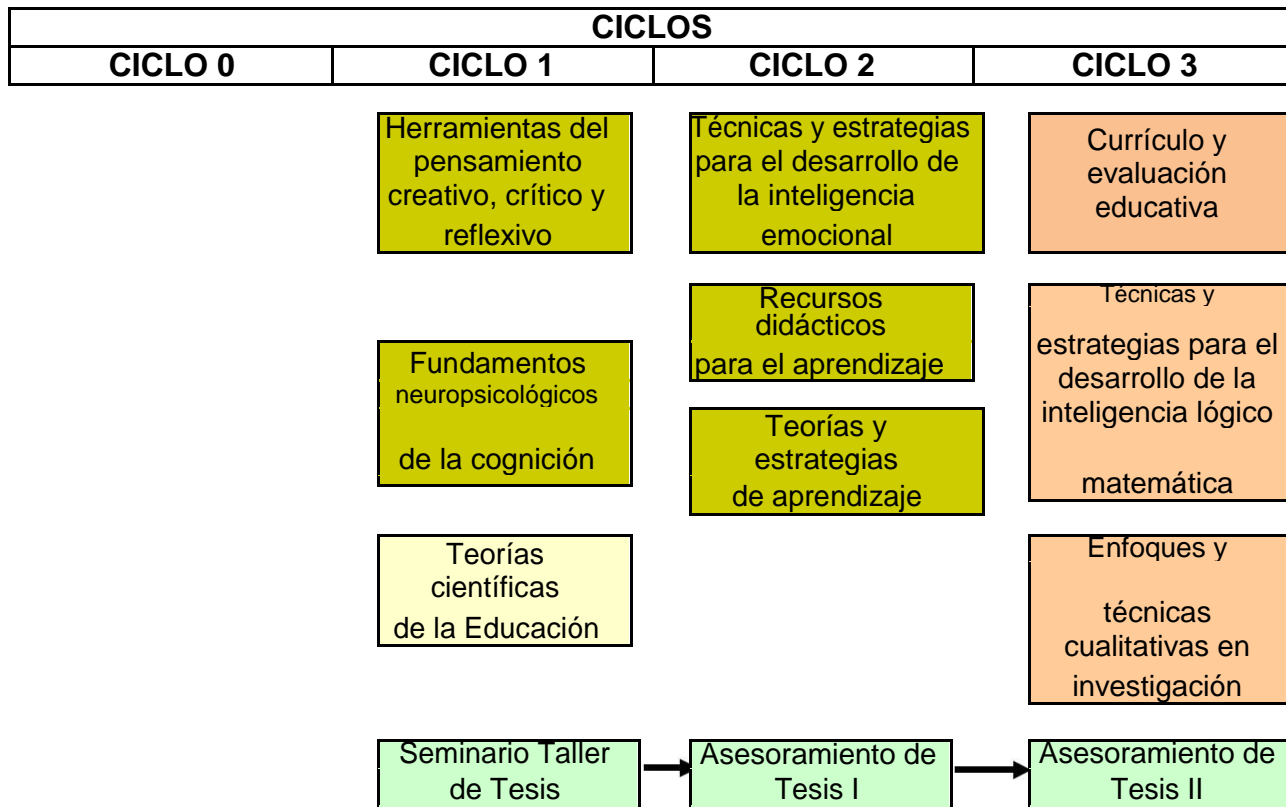 CICLOS
CICLO 0
CICLO 1
CICLO 2
CICLO 3
Herramientas del
pensamiento
creativo, crítico y
reflexivo
Técnicas y estrategias
para el desarrollo de
la inteligencia
emocional
Currículo y
evaluación
educativa
Fundamentos
neuropsicológicos
de la cognición
Recursos
didácticos
para el aprendizaje
Teorías y
estrategias
de aprendizaje
Técnicas y
estrategias para el
desarrollo de la
inteligencia lógico
matemática
Teorías
científicas
de la Educación
Enfoques y
técnicas
cualitativas en
investigación
Seminario Taller
de Tesis
Asesoramiento de
Tesis I
Asesoramiento de
Tesis II